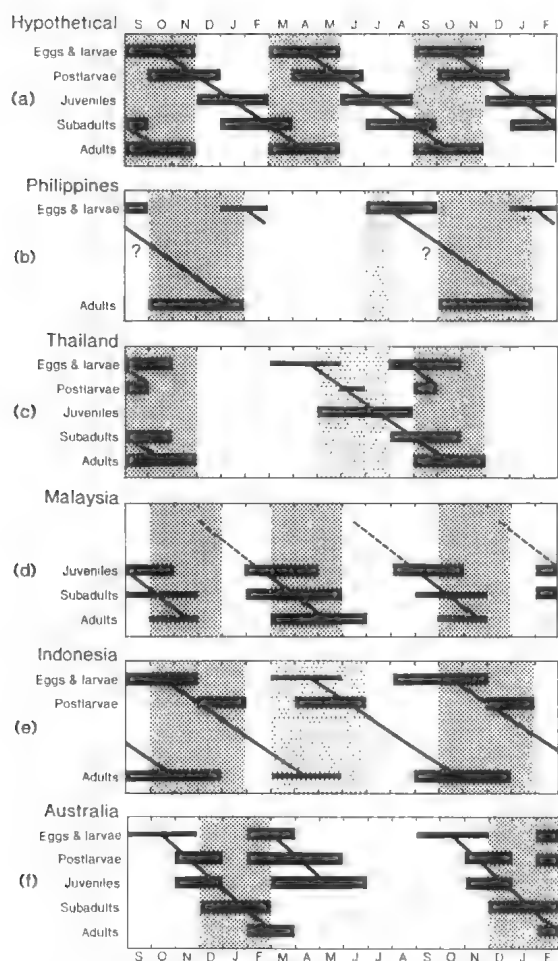 Hypothetical
S O N D J F M A M J J A S O N D J F
Eggs & larvae
Postlarvae
(a)
Juveniles
Subadults
Adults
Philippines
Eggs & larvae
(b)
? ?
Adults
Thailand
Eggs & larvae
Postlarvae
(c)
Juveniles
Subadults
Adults
Malaysia
(d)
Juveniles
Subadults
Adults
Indonesia
Eggs & larvae
Postlarvae
(e)
Adults
Australia
Eggs & larvae
Postlarvae
(f)
Juveniles
Subadults
Adults
S O N D J F M A M J J A S O N D J F